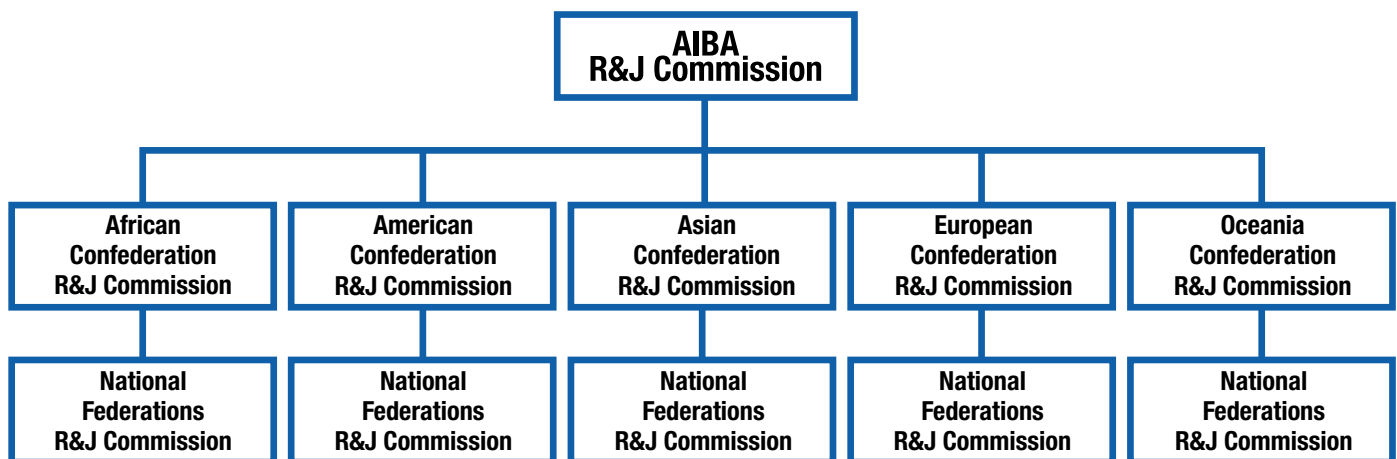 AIBA
R&J Commission
African
Confederation
R&J Commission
American
Confederation
R&J Commission
Asian
Confederation
R&J Commission
European
Confederation
R&J Commission
Oceania
Confederation
R&J Commission
National
Federations
R&J Commission
National
Federations
R&J Commission
National
Federations
R&J Commission
National
Federations
R&J Commission
National
Federations
R&J Commission